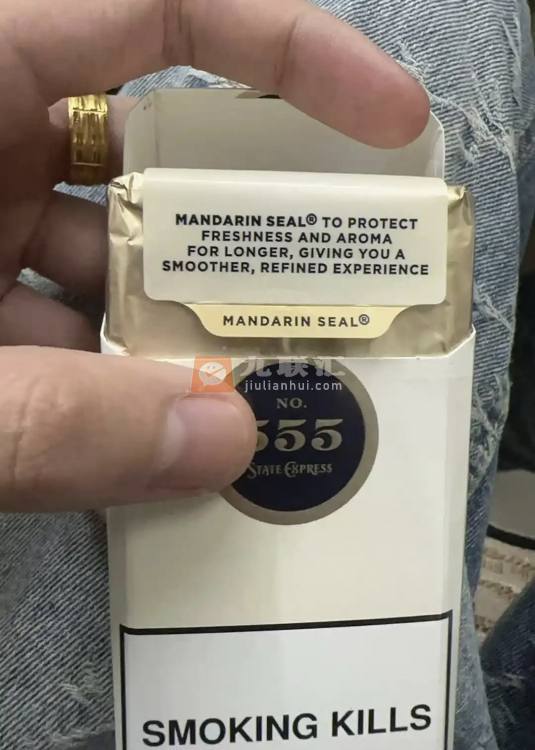 MANDARIN SEAL® TO PROTECT
FRESHNESS AND AROMA
FOR LONGER, GIVING YOU A
SMOOTHER, REFINED EXPERIENCE
MANDARIN SEAL®
九联汇
jiulianhui.com
NO.
555
STATE EXPRESS
SMOKING KILLS